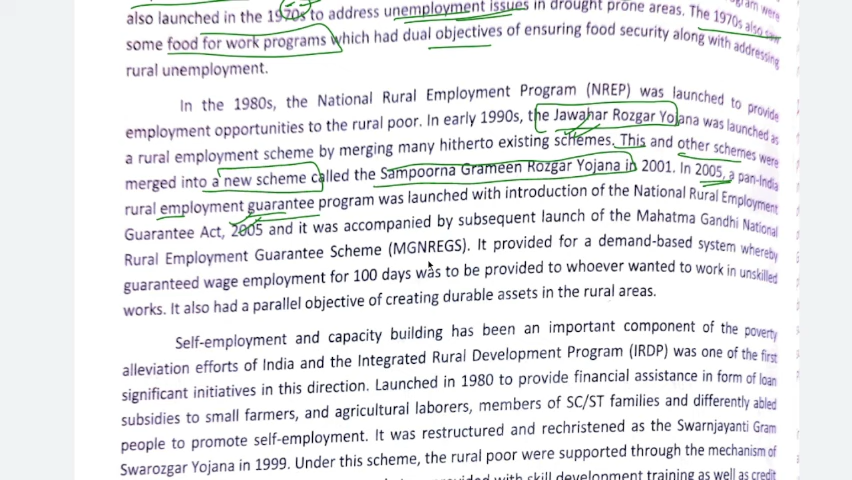 also launched in the 1970s to address unemployment issues in drought prone areas. The 1970s also saw
some food for work programs which had dual objectives of ensuring food security along with addressing
rural unemployment.
In the 1980s, the National Rural Employment Program (NREP) was launched to provide
employment opportunities to the rural poor. In early 1990s, the Jawahar Rozgar Yojana was launched as
a rural employment scheme by merging many hitherto existing schemes. This and other schemes were
merged into a new scheme called the Sampoorna Grameen Rozgar Yojana in 2001. In 2005, a pan-India
rural employment guarantee program was launched with introduction of the National Rural Employment
Guarantee Act, 2005 and it was accompanied by subsequent launch of the Mahatma Gandhi National
Rural Employment Guarantee Scheme (MGNREGS). It provided for a demand-based system whereby
guaranteed wage employment for 100 days was to be provided to whoever wanted to work in unskilled
works. It also had a parallel objective of creating durable assets in the rural areas.
Self-employment and capacity building has been an important component of the poverty
alleviation efforts of India and the Integrated Rural Development Program (IRDP) was one of the first
significant initiatives in this direction. Launched in 1980 to provide financial assistance in form of loan
subsidies to small farmers, and agricultural laborers, members of SC/ST families and differently abled
people to promote self-employment. It was restructured and rechristened as the Swarnjayanti Gram
Swarozgar Yojana in 1999. Under this scheme, the rural poor were supported through the mechanism of
with skill development training as well as credit